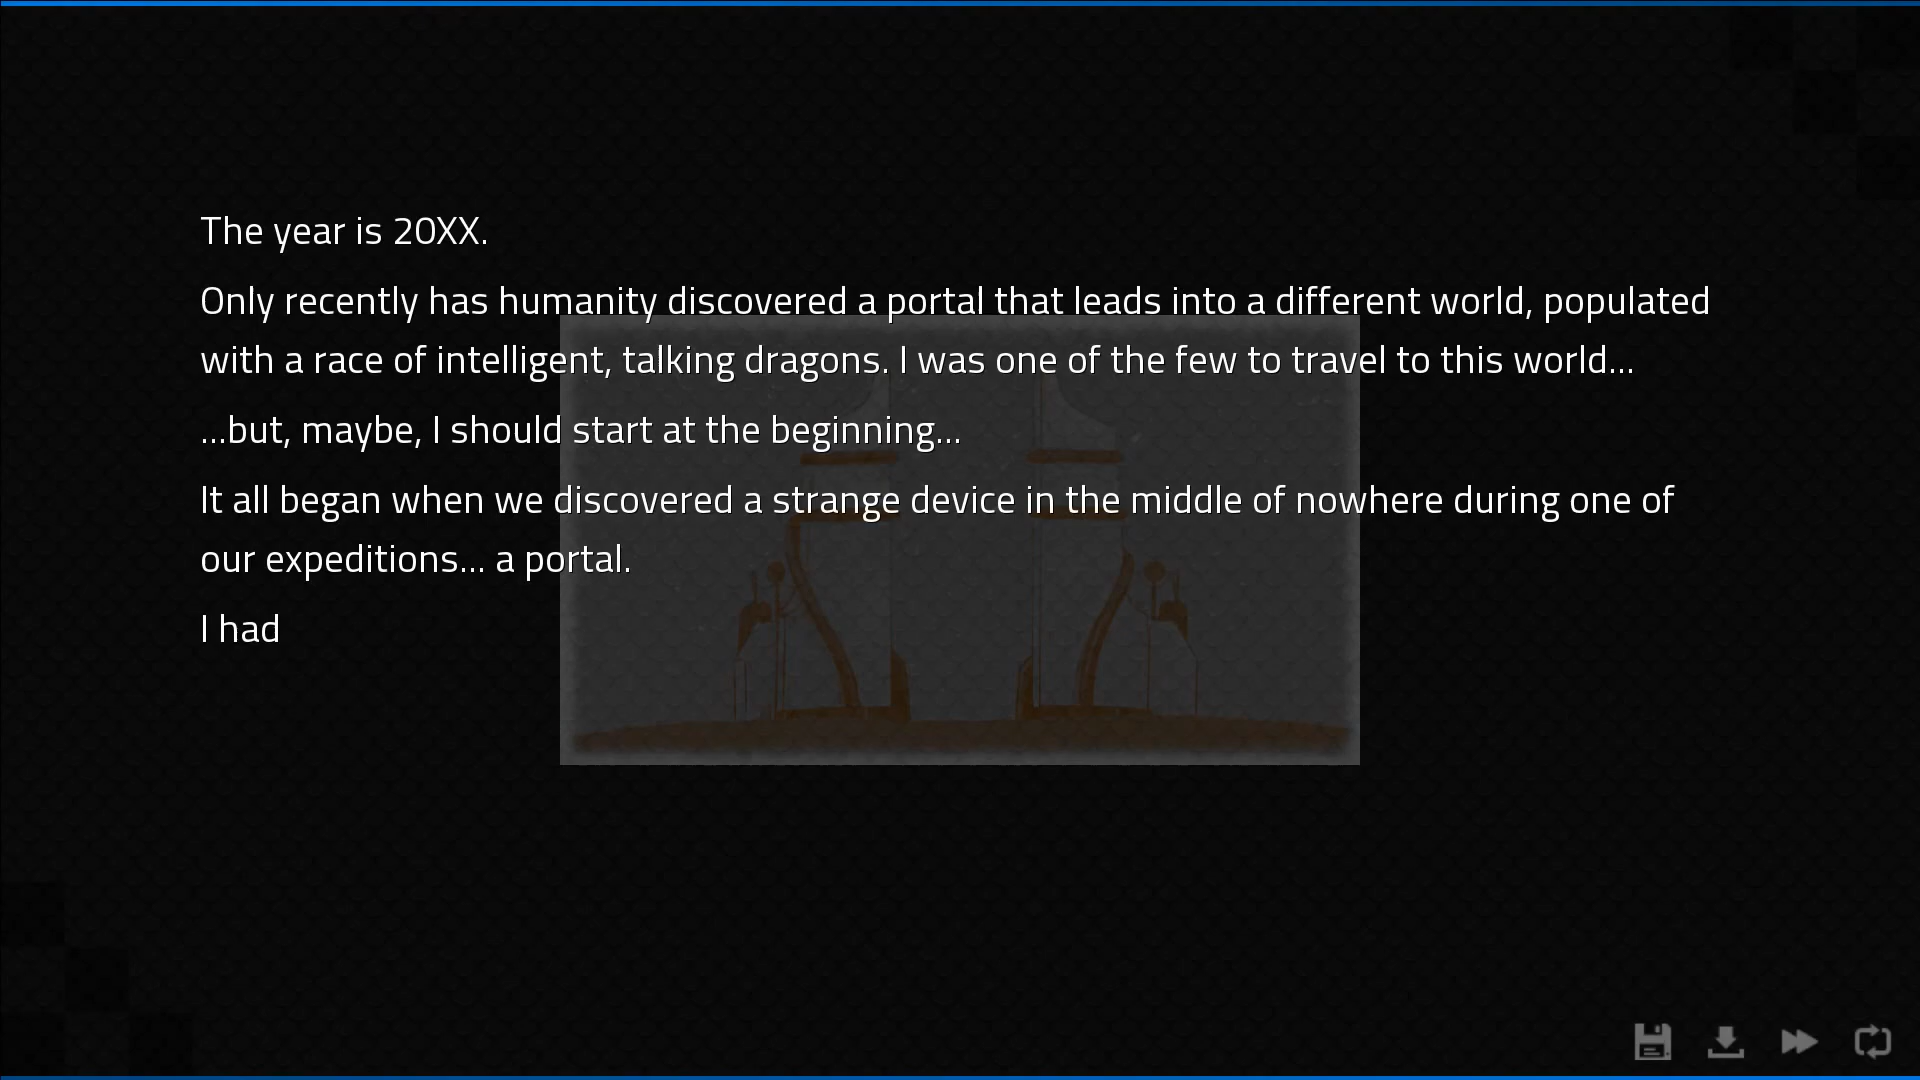 The year is 20XX.
Only recently has humanity discovered a portal that leads into a different world, populated
with a race of intelligent, talking dragons. I was one of the few to travel to this world...
...but, maybe, I should start at the beginning...
It all began when we discovered a strange device in the middle of nowhere during one of
our expeditions... a portal.
I had